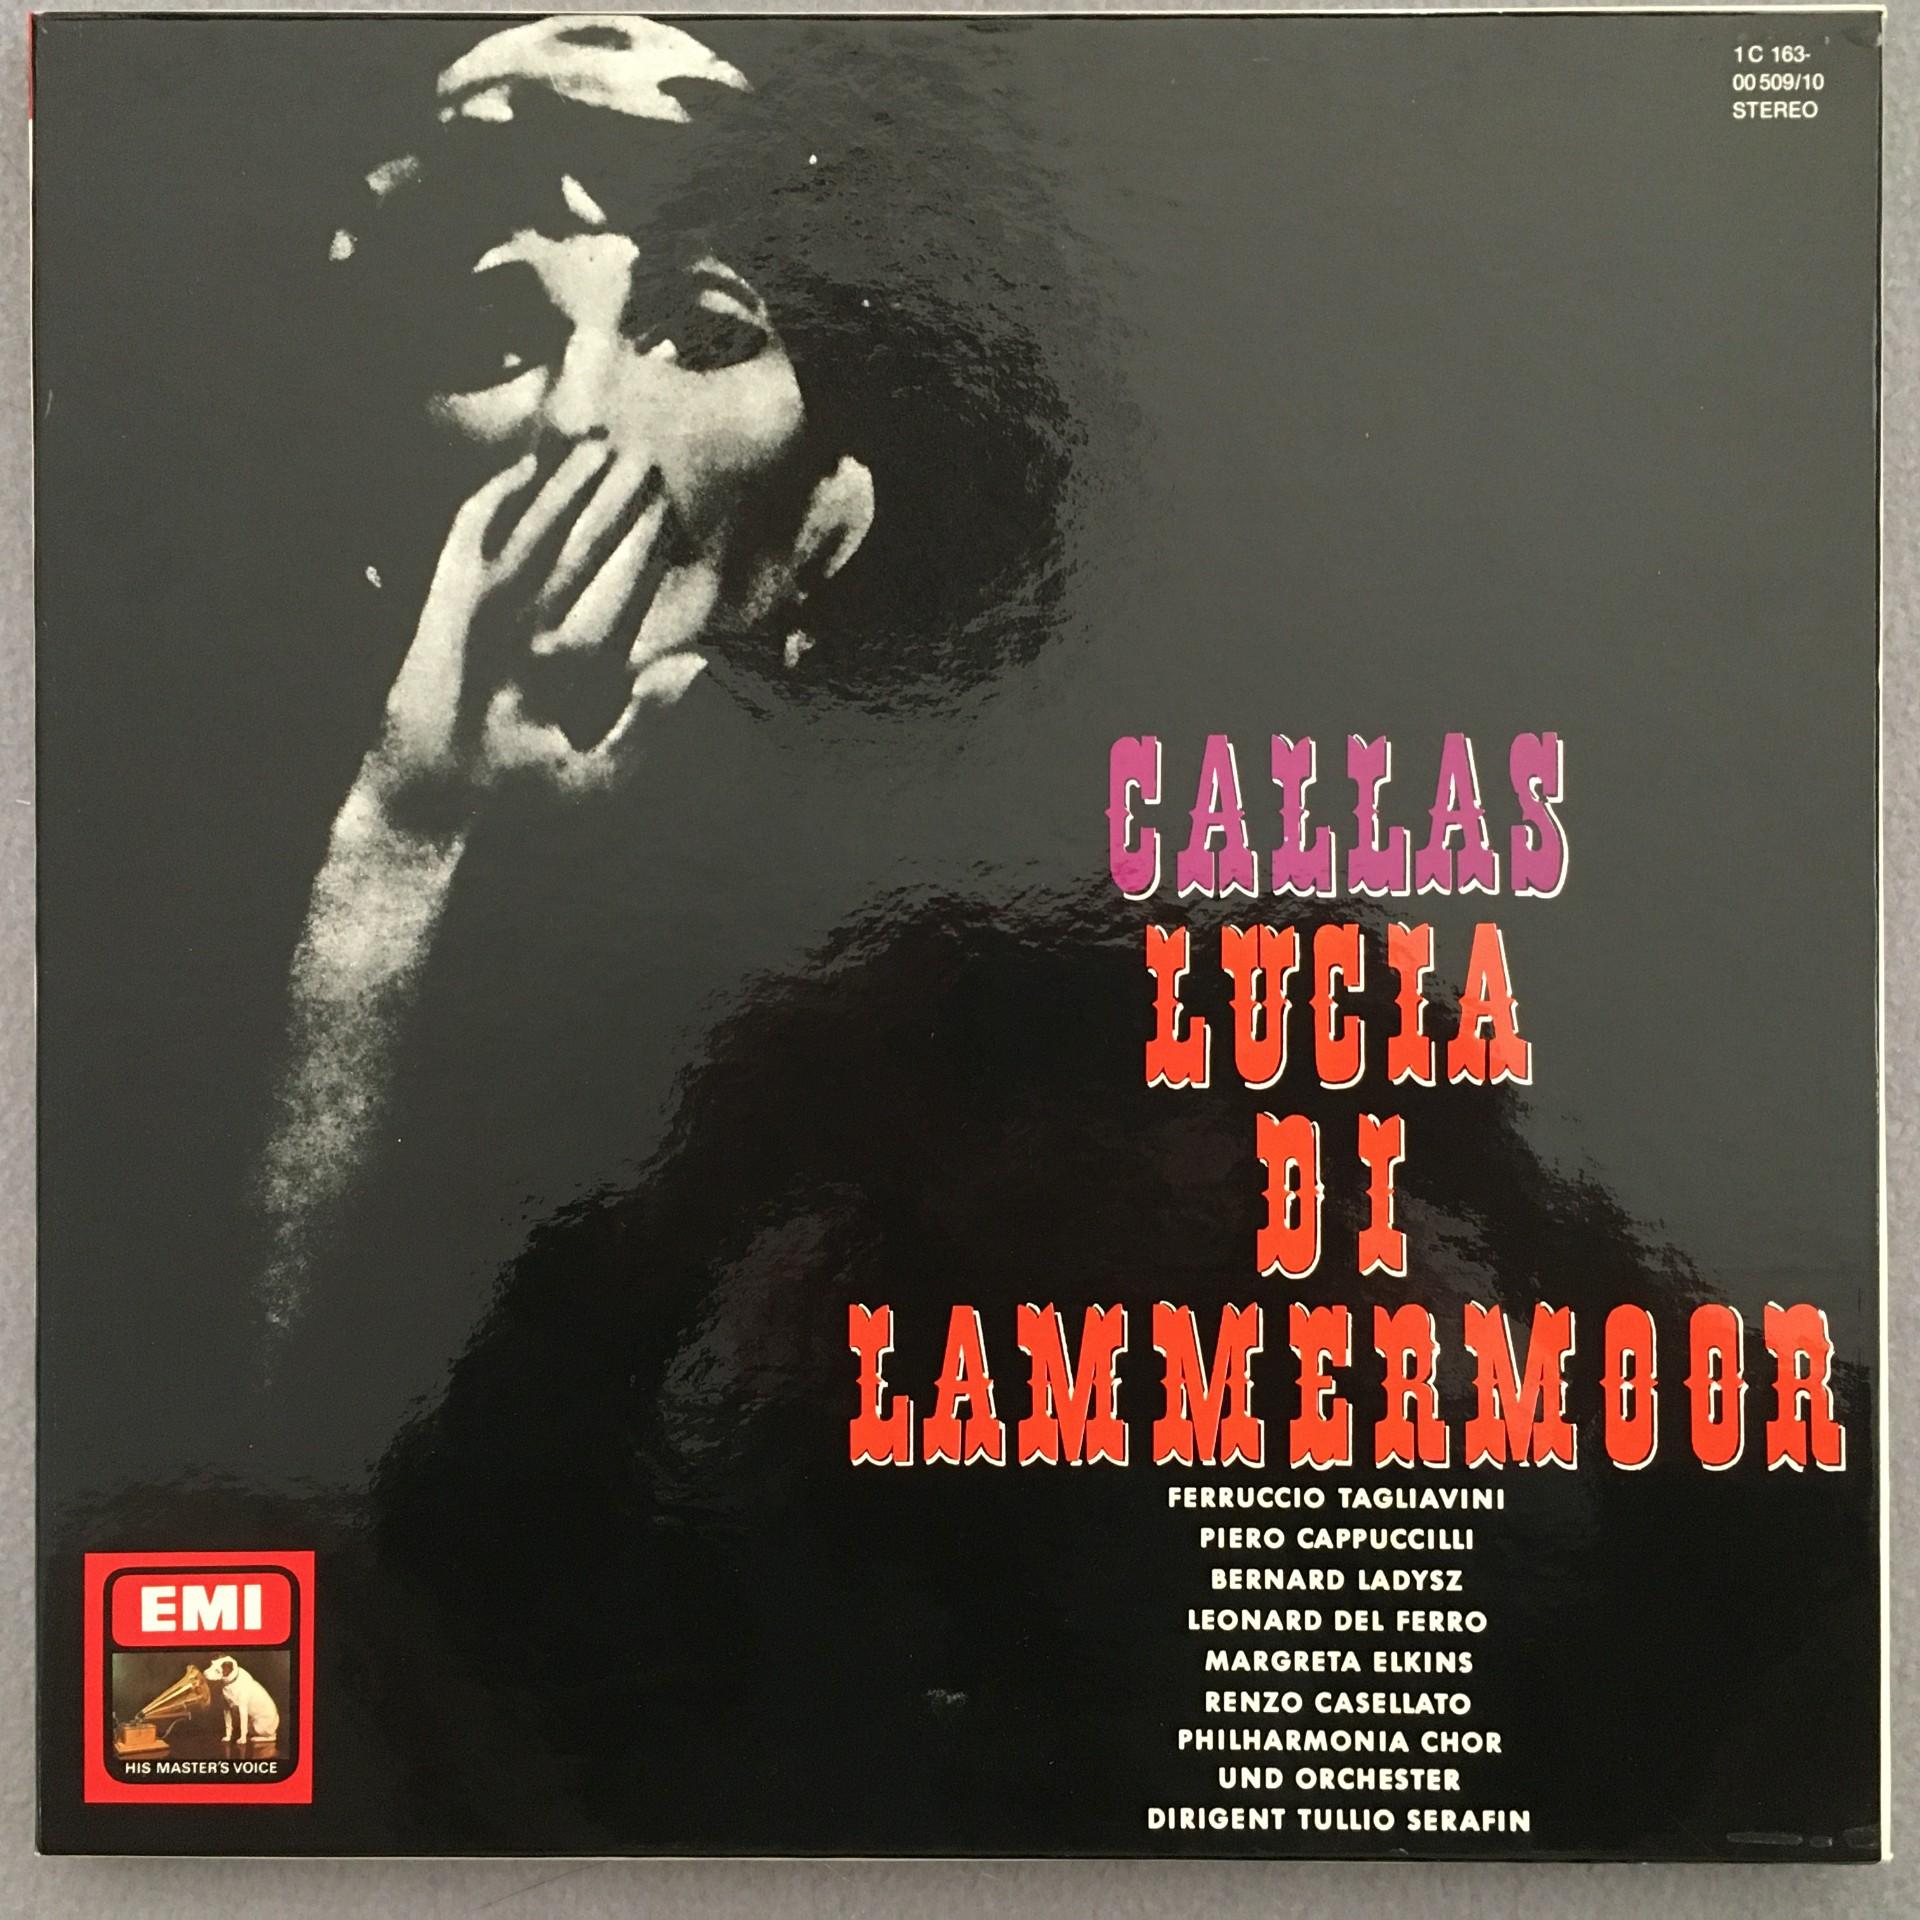 1 C 163-
00 509/10
STEREO
CALLAS
LUCIA
DI
LAMMERMOOR
FERRUCCIO TAGLIAVINI
PIERO CAPPUCCILLI
BERNARD LADYSZ
LEONARD DEL FERRO
MARGRETA ELKINS
RENZO CASELLATO
PHILHARMONIA CHOR
UND ORCHESTER
DIRIGENT TULLIO SERAFIN
EMI
HIS MASTER'S VOICE